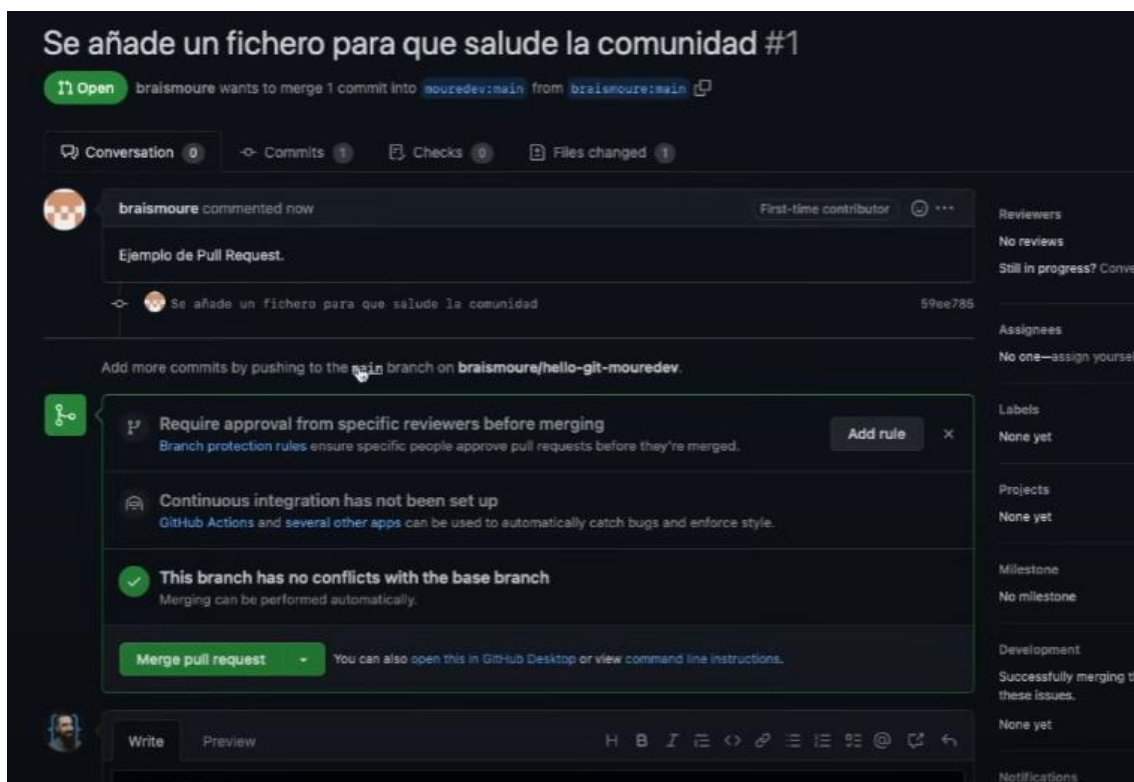 Se añade un fichero para que salude la comunidad #1
Open braismoure wants to merge 1 commit into mouredev:main from braismoure:main
Conversation 0 Commits 1 Checks 0 Files changed 1
braismoure commented now First-time contributor
Ejemplo de Pull Request.
Se añade un fichero para que salude la comunidad 59ee785
Add more commits by pushing to the main branch on braismoure/hello-git-mouredev.
Require approval from specific reviewers before merging
Branch protection rules ensure specific people approve pull requests before they're merged.
Add rule
Continuous integration has not been set up
GitHub Actions and several other apps can be used to automatically catch bugs and enforce style.
This branch has no conflicts with the base branch
Merging can be performed automatically.
Merge pull request You can also open this in GitHub Desktop or view command line instructions.
Write Preview
Reviewers
No reviews
Still in progress? Conve
Assignees
No one—assign yoursel
Labels
None yet
Projects
None yet
Milestone
No milestone
Development
Successfully merging t
these issues.
None yet
Notifications